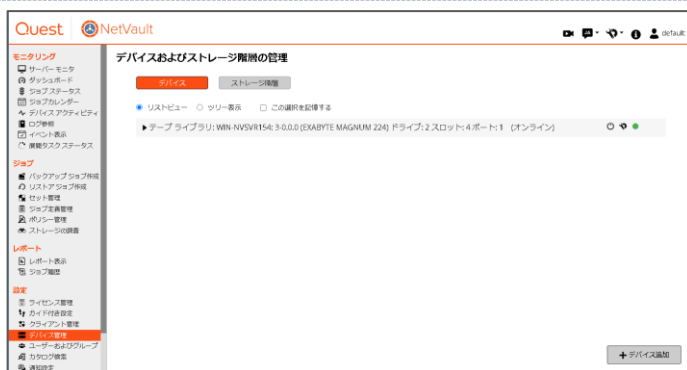 Quest NetVault
default
モニタリング
サーバー モニタ
ダッシュボード
ジョブ ステータス
ジョブカレンダー
デバイス アクティビティ
ログ参照
イベント表示
展開タスク ステータス
ジョブ
バックアップ ジョブ作成
リストア ジョブ作成
セット管理
ジョブ定義管理
ポリシー管理
ストレージの調査
レポート
レポート表示
ジョブ履歴
設定
ライセンス管理
ガイド付き設定
クライアント管理
デバイス管理
ユーザーおよびグループ
カタログ検索
通知設定
デバイスおよびストレージ階層の管理
デバイス ストレージ階層
リストビュー ツリー表示 この選択を記憶する
テープ ライブラリ: WIN-NVSVR154: 3-0.0.0 (EXABYTE MAGNUM 224) ドライブ: 2 スロット: 4 ポート: 1 (オンライン)
デバイス追加